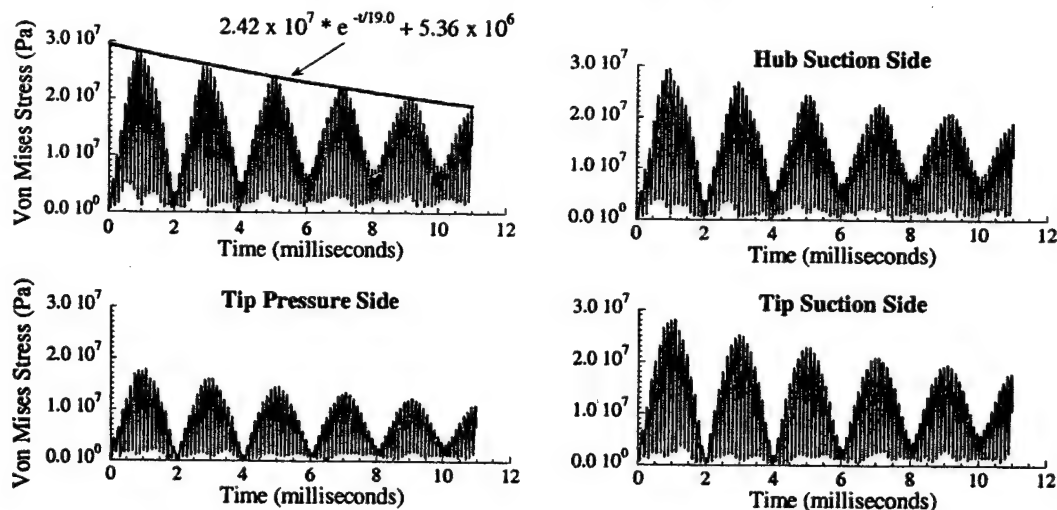 2.42 x 10^7 * e^-t/19.0 + 5.36 x 10^6
Von Mises Stress (Pa)
3.0 10^7
2.0 10^7
1.0 10^7
0.0 10^0
0 2 4 6 8 10 12
Time (milliseconds)
Hub Suction Side
3.0 10^7
2.0 10^7
1.0 10^7
0.0 10^0
0 2 4 6 8 10 12
Time (milliseconds)
Tip Pressure Side
Von Mises Stress (Pa)
3.0 10^7
2.0 10^7
1.0 10^7
0.0 10^0
0 2 4 6 8 10 12
Time (milliseconds)
Tip Suction Side
3.0 10^7
2.0 10^7
1.0 10^7
0.0 10^0
0 2 4 6 8 10 12
Time (milliseconds)